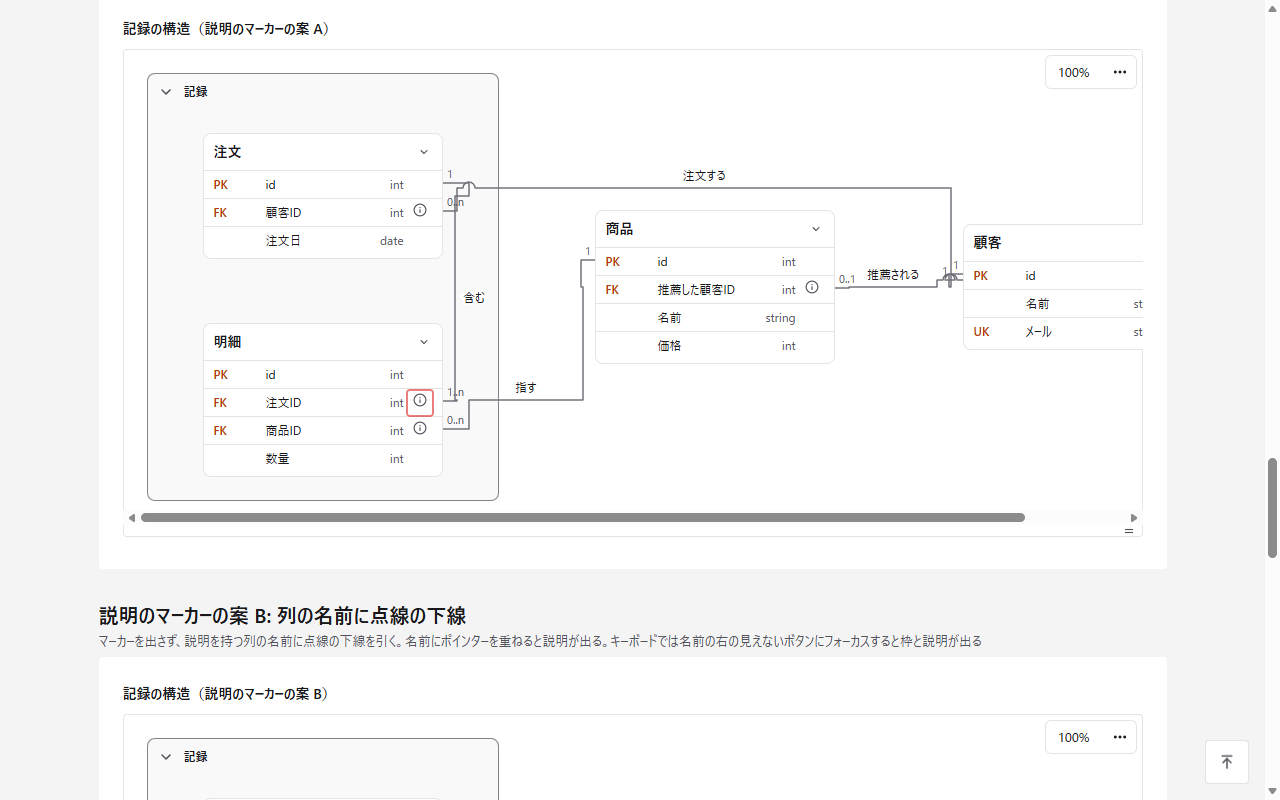 記録の構造（説明のマーカーの案 A）
100%
記録
注文
PK id int
FK 顧客ID int
注文日 date
1
0..n
注文する
含む
商品
PK id int
FK 推薦した顧客ID int
名前 string
価格 int
1
0..1
推薦される
1
1
顧客
PK id
名前 st
UK メール st
明細
PK id int
FK 注文ID int
FK 商品ID int
数量 int
1..n
0..n
指す
説明のマーカーの案 B: 列の名前に点線の下線
マーカーを出さず、説明を持つ列の名前に点線の下線を引く。名前にポインターを重ねると説明が出る。キーボードでは名前の右の見えないボタンにフォーカスすると枠と説明が出る
記録の構造（説明のマーカーの案 B）
100%
記録